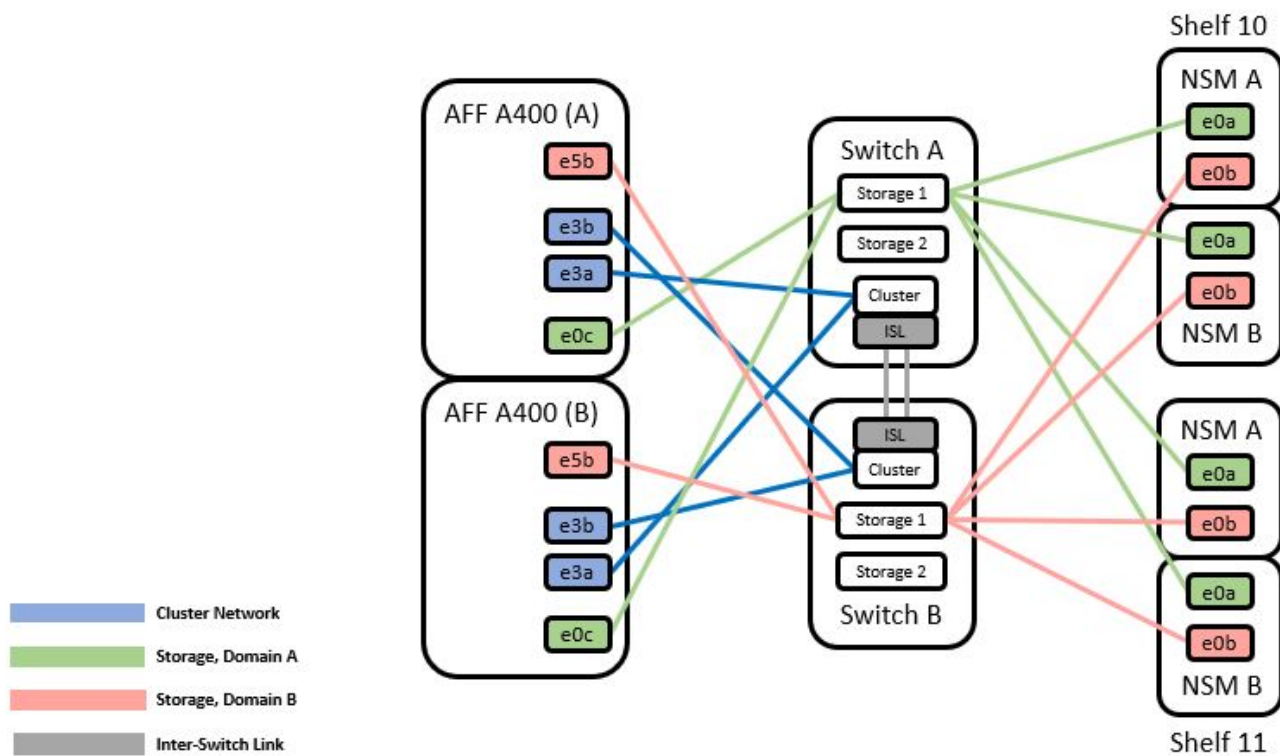 Shelf 10
AFF A400 (A)
e5b
e3b
e3a
e0c
AFF A400 (B)
e5b
e3b
e3a
e0c
Switch A
Storage 1
Storage 2
Cluster
ISL
ISL
Cluster
Storage 1
Storage 2
Switch B
NSM A
e0a
e0b
e0a
e0b
NSM B
NSM A
e0a
e0b
e0a
e0b
NSM B
Shelf 11
Cluster Network
Storage, Domain A
Storage, Domain B
Inter-Switch Link